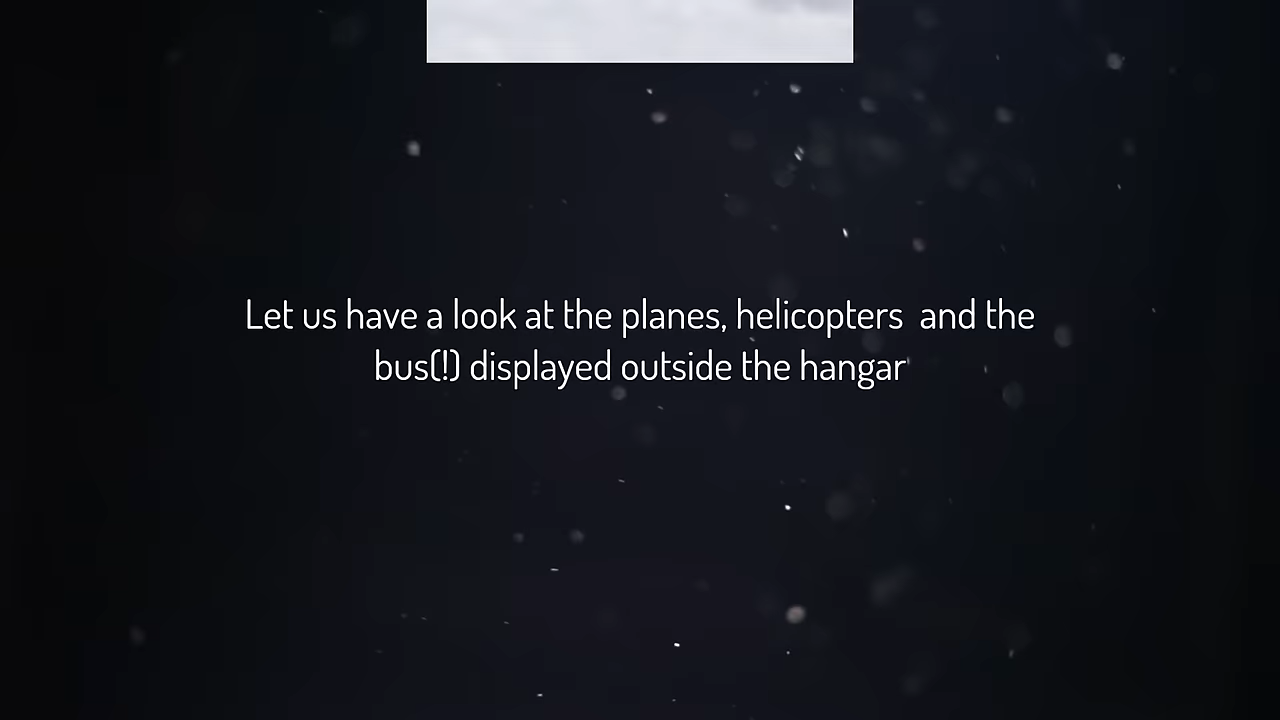 Let us have a look at the planes, helicopters  and the
bus(!) displayed outside the hangar